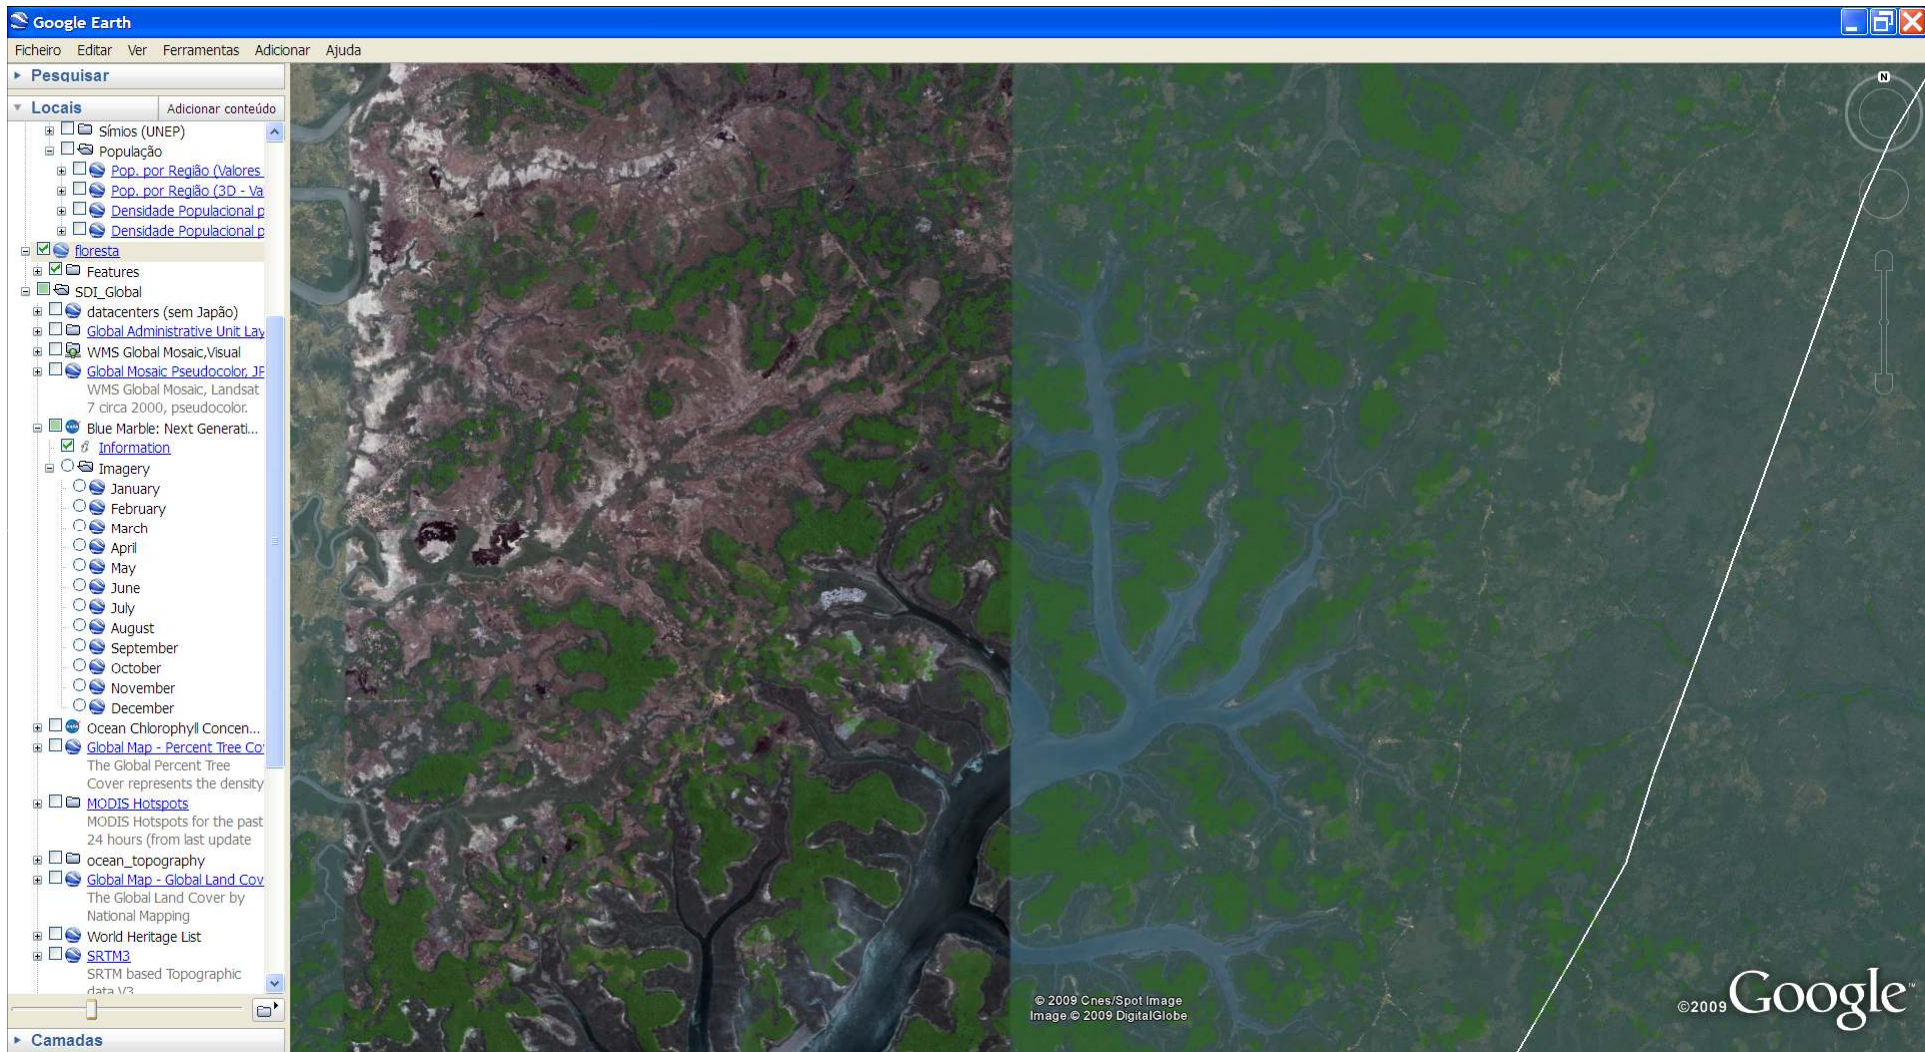 Google Earth
Ficheiro Editar Ver Ferramentas Adicionar Ajuda
Pesquisar
Locais Adicionar conteúdo
Símios (UNEP)
População
Pop. por Região (Valores
Pop. por Região (3D - Va
Densidade Populacional p
Densidade Populacional p
floresta
Features
SDI_Global
datacenters (sem Japão)
Global Administrative Unit Lay
WMS Global Mosaic,Visual
Global Mosaic Pseudocolor, JP
WMS Global Mosaic, Landsat
7 circa 2000, pseudocolor.
Blue Marble: Next Generati...
Information
Imagery
January
February
March
April
May
June
July
August
September
October
November
December
Ocean Chlorophyll Concen...
Global Map - Percent Tree Co
The Global Percent Tree
Cover represents the density
MODIS Hotspots
MODIS Hotspots for the past
24 hours (from last update
ocean_topography
Global Map - Global Land Cov
The Global Land Cover by
National Mapping
World Heritage List
SRTM3
SRTM based Topographic
data V3
Camadas
N
© 2009 Cnes/Spot Image
Image © 2009 DigitalGlobe
©2009 Google™